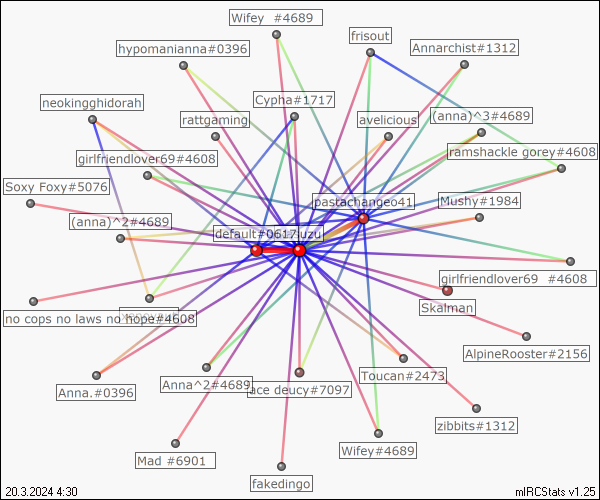 Wifey  #4689
frisout
hypomanianna#0396
Annarchist#1312
neokingghidorah
Cypha#1717
rattgaming
avelicious
(anna)^3#4689
girlfriendlover69#4608
ramshackle gorey#4608
Soxy Foxy#5076
pastachangeo41
Mushy#1984
(anna)^2#4689
default#0617
uzu
girlfriendlover69  #4608
Skalman
no cops no laws no hope#4608
AlpineRooster#2156
Anna.#0396
Anna^2#4689
ace deucy#7097
Toucan#2473
zibbits#1312
Mad #6901
Wifey#4689
fakedingo
20.3.2024 4:30
mIRCStats v1.25